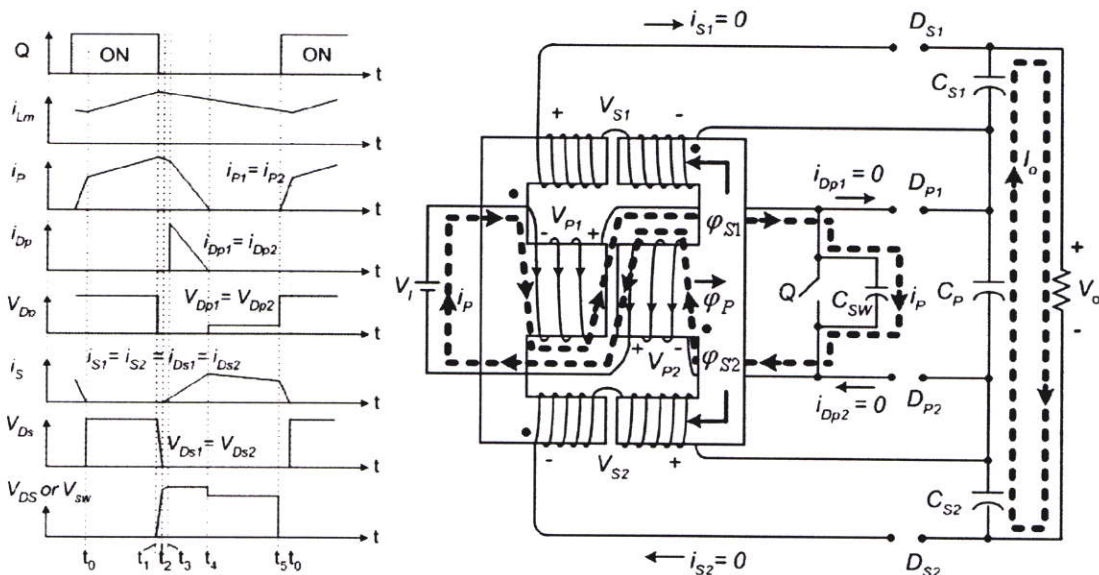 Q
ON
ON
t
i_Lm
t
i_P
i_P1 = i_P2
t
i_Dp
i_Dp1 = i_Dp2
t
V_Dp
V_Dp1 = V_Dp2
t
i_S
i_S1 = i_S2 = i_Ds1 = i_Ds2
t
V_Ds
V_Ds1 = V_Ds2
t
V_DS or V_sw
t
t_0
t_1
t_2
t_3
t_4
t_5
t_0
i_S1 = 0
D_S1
+
V_S1
-
C_S1
I_o
i_Dp1 = 0
D_P1
V_P1
-
+
φ_S1
V_I
i_P
φ_P
Q
C_SW
i_P
C_P
+
V_o
-
+
V_P2
-
φ_S2
i_Dp2 = 0
D_P2
-
V_S2
+
C_S2
i_S2 = 0
D_S2